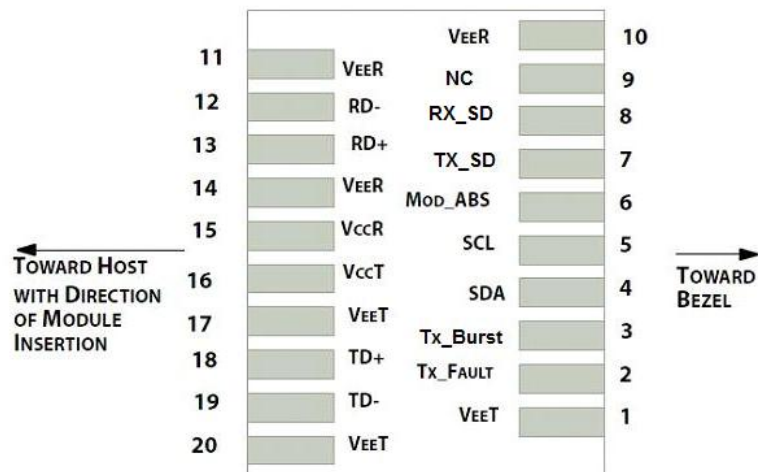 11 VEER
12 RD-
13 RD+
14 VEER
15 VCCR
16 VCCT
17 VEET
18 TD+
19 TD-
20 VEET
VEER 10
NC 9
RX_SD 8
TX_SD 7
MOD_ABS 6
SCL 5
SDA 4
Tx_Burst 3
TX_FAULT 2
VEET 1
TOWARD HOST
WITH DIRECTION
OF MODULE
INSERTION
TOWARD
BEZEL